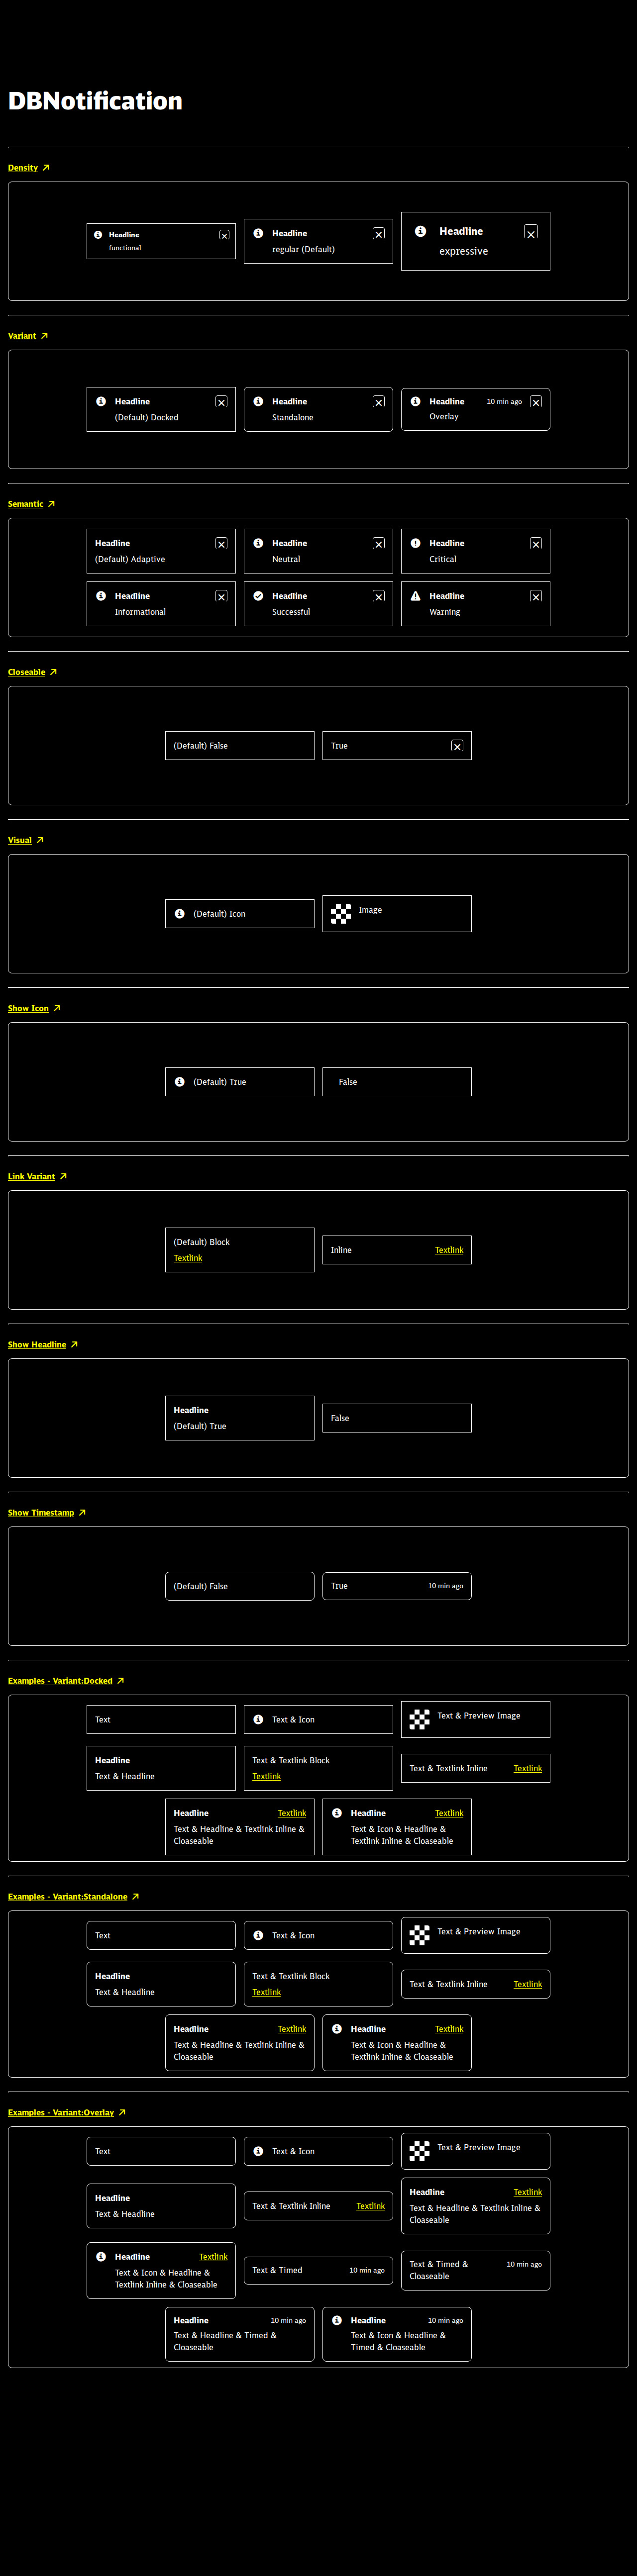 DBNotification
Density
Headline
functional
Headline
regular (Default)
Headline
expressive
Variant
Headline
(Default) Docked
Headline
Standalone
Headline 10 min ago
Overlay
Semantic
Headline
(Default) Adaptive
Headline
Neutral
Headline
Critical
Headline
Informational
Headline
Successful
Headline
Warning
Closeable
(Default) False
True
Visual
(Default) Icon
Image
Show Icon
(Default) True
False
Link Variant
(Default) Block
Textlink
Inline Textlink
Show Headline
Headline
(Default) True
False
Show Timestamp
(Default) False
True 10 min ago
Examples - Variant:Docked
Text
Text & Icon
Text & Preview Image
Headline
Text & Headline
Text & Textlink Block
Textlink
Text & Textlink Inline Textlink
Headline Textlink
Text & Headline & Textlink Inline &
Cloaseable
Headline Textlink
Text & Icon & Headline &
Textlink Inline & Cloaseable
Examples - Variant:Standalone
Text
Text & Icon
Text & Preview Image
Headline
Text & Headline
Text & Textlink Block
Textlink
Text & Textlink Inline Textlink
Headline Textlink
Text & Headline & Textlink Inline &
Cloaseable
Headline Textlink
Text & Icon & Headline &
Textlink Inline & Cloaseable
Examples - Variant:Overlay
Text
Text & Icon
Text & Preview Image
Headline
Text & Headline
Text & Textlink Inline Textlink
Headline Textlink
Text & Headline & Textlink Inline &
Cloaseable
Headline Textlink
Text & Icon & Headline &
Textlink Inline & Cloaseable
Text & Timed 10 min ago
Text & Timed & 10 min ago
Cloaseable
Headline 10 min ago
Text & Headline & Timed &
Cloaseable
Headline 10 min ago
Text & Icon & Headline &
Timed & Cloaseable